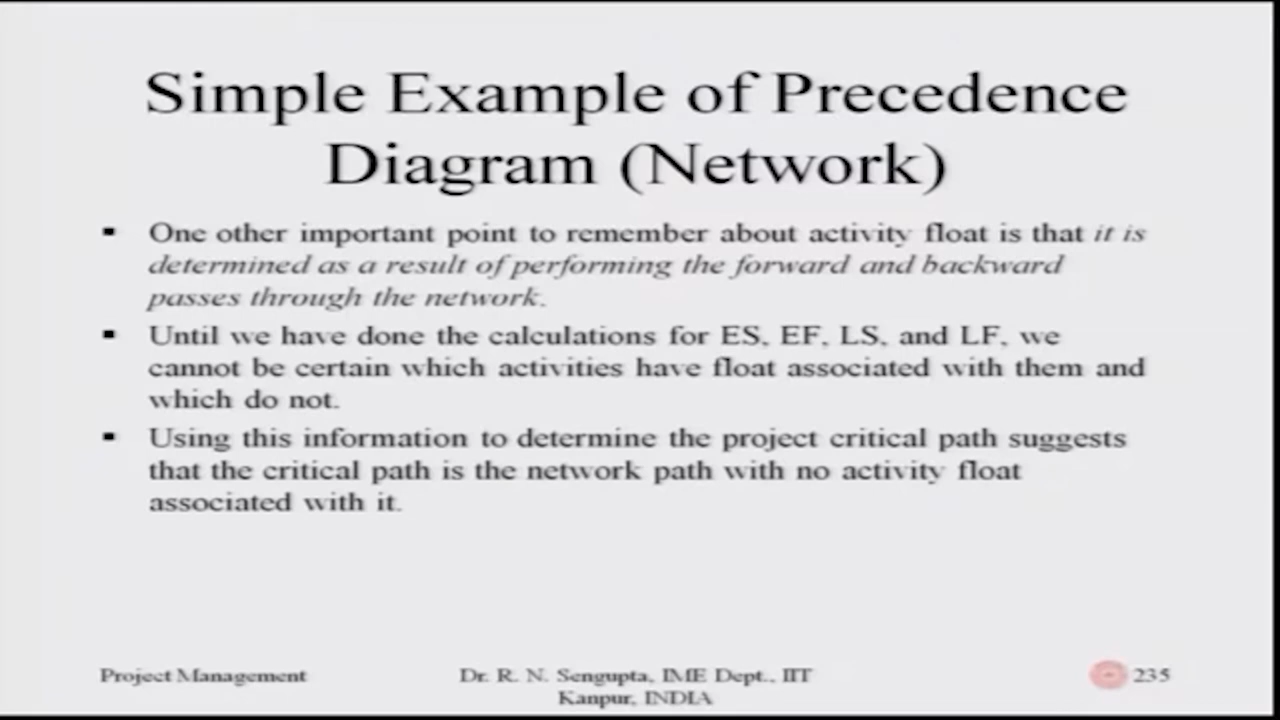 Simple Example of Precedence
Diagram (Network)
▪ One other important point to remember about activity float is that it is
determined as a result of performing the forward and backward
passes through the network.
▪ Until we have done the calculations for ES, EF, LS, and LF, we
cannot be certain which activities have float associated with them and
which do not.
▪ Using this information to determine the project critical path suggests
that the critical path is the network path with no activity float
associated with it.
Project Management
Dr. R. N. Sengupta, IME Dept., IIT
Kanpur, INDIA
235